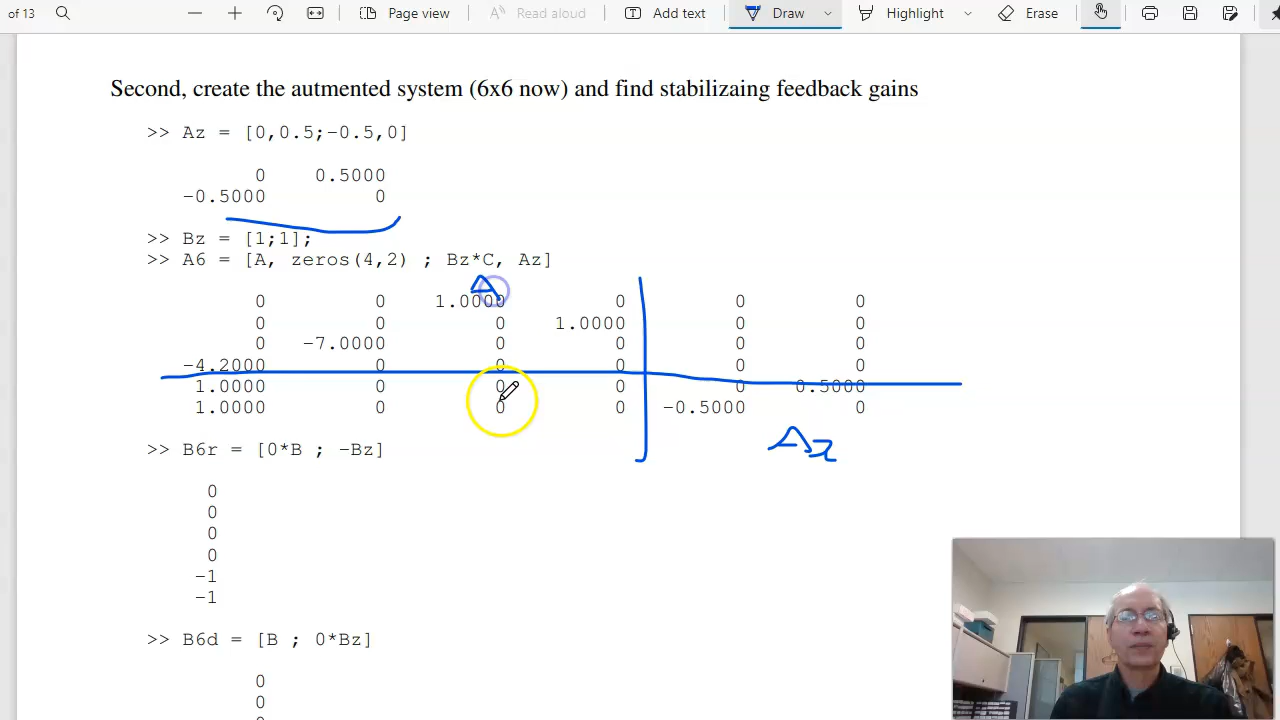 of 13 Page view Read aloud Add text Draw Highlight Erase
Second, create the autmented system (6x6 now) and find stabilizaing feedback gains
>> Az = [0,0.5;-0.5,0]
0 0.5000
-0.5000 0
>> Bz = [1;1];
>> A6 = [A, zeros(4,2) ; Bz*C, Az]
A
0 0 1.0000 0 0 0
0 0 0 1.0000 0 0
0 -7.0000 0 0 0 0
-4.2000 0 0 0 0 0
1.0000 0 0 0 0 0.5000
1.0000 0 0 0 -0.5000 0
Az
>> B6r = [0*B ; -Bz]
0
0
0
0
-1
-1
>> B6d = [B ; 0*Bz]
0
0